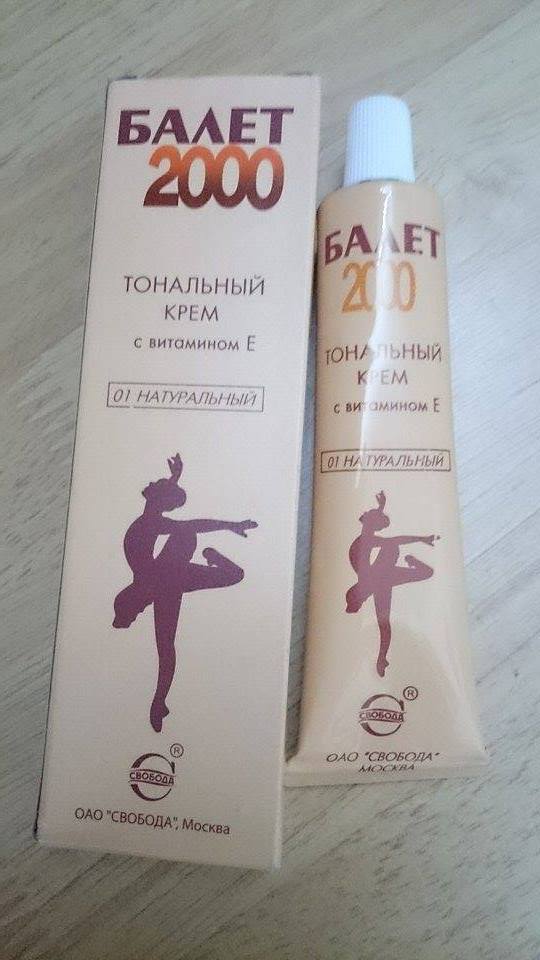 БАЛЕТ
2000
ТОНАЛЬНЫЙ
КРЕМ
с витамином Е
01 НАТУРАЛЬНЫЙ
®
СВОБОДА
ОАО "СВОБОДА", Москва
БАЛЕТ
2000
ТОНАЛЬНЫЙ
КРЕМ
с витамином Е
01 НАТУРАЛЬНЫЙ
®
СВОБОДА
ОАО "СВОБОДА"
МОСКВА